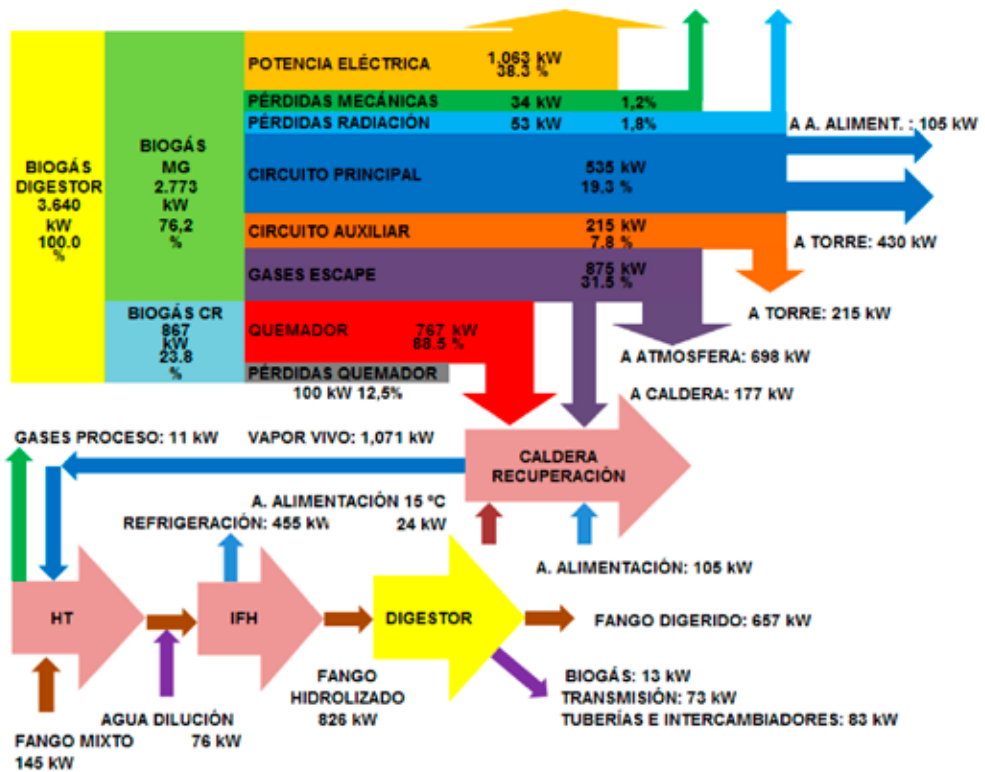 BIOGÁS
DIGESTOR
3.640
kW
100.0
%
BIOGÁS
MG
2.773
kW
76,2
%
BIOGÁS CR
867
kW
23.8
%
POTENCIA ELÉCTRICA 1,063 kW
38.3 %
PÉRDIDAS MECÁNICAS 34 kW 1,2%
PÉRDIDAS RADIACIÓN 53 kW 1,8%
CIRCUITO PRINCIPAL 535 kW
19,3 %
CIRCUITO AUXILIAR 215 kW
7.8 %
GASES ESCAPE 875 kW
31.5 %
QUEMADOR 767 kW
88.5 %
PÉRDIDAS QUEMADOR
100 kW 12,5%
A A. ALIMENT. : 105 kW
A TORRE: 430 kW
A TORRE: 215 kW
A ATMOSFERA: 698 kW
A CALDERA: 177 kW
GASES PROCESO: 11 kW
VAPOR VIVO: 1,071 kW
CALDERA
RECUPERACIÓN
A. ALIMENTACIÓN 15 ºC
24 kW
REFRIGERACIÓN: 455 kW
A. ALIMENTACIÓN: 105 kW
HT
IFH
DIGESTOR
FANGO DIGERIDO: 657 kW
FANGO
HIDROLIZADO
826 kW
BIOGÁS: 13 kW
TRANSMISIÓN: 73 kW
TUBERÍAS E INTERCAMBIADORES: 83 kW
AGUA DILUCIÓN
76 kW
FANGO MIXTO
145 kW